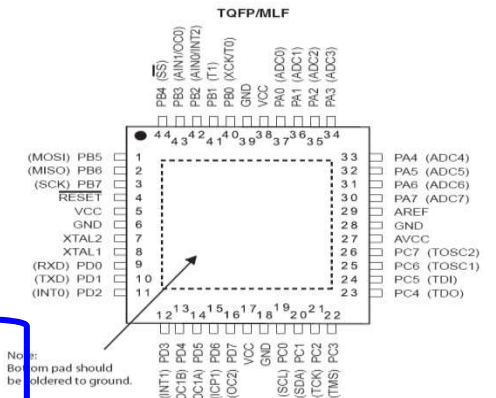 TQFP/MLF
PB4 (SS)
PB3 (AIN1/OC0)
PB2 (AIN0/INT2)
PB1 (T1)
PB0 (XCK/T0)
GND
VCC
PA0 (ADC0)
PA1 (ADC1)
PA2 (ADC2)
PA3 (ADC3)
44 43 42 41 40 39 38 37 36 35 34
(MOSI) PB5 1
(MISO) PB6 2
(SCK) PB7 3
RESET 4
VCC 5
GND 6
XTAL2 7
XTAL1 8
(RXD) PD0 9
(TXD) PD1 10
(INT0) PD2 11
33 PA4 (ADC4)
32 PA5 (ADC5)
31 PA6 (ADC6)
30 PA7 (ADC7)
29 AREF
28 GND
27 AVCC
26 PC7 (TOSC2)
25 PC6 (TOSC1)
24 PC5 (TDI)
23 PC4 (TDO)
12 13 14 15 16 17 18 19 20 21 22
(INT1) PD3
OC1B) PD4
OC1A) PD5
(ICP1) PD6
(OC2) PD7
VCC
GND
(SCL) PC0
(SDA) PC1
(TCK) PC2
(TMS) PC3
Note:
Bottom pad should
be soldered to ground.